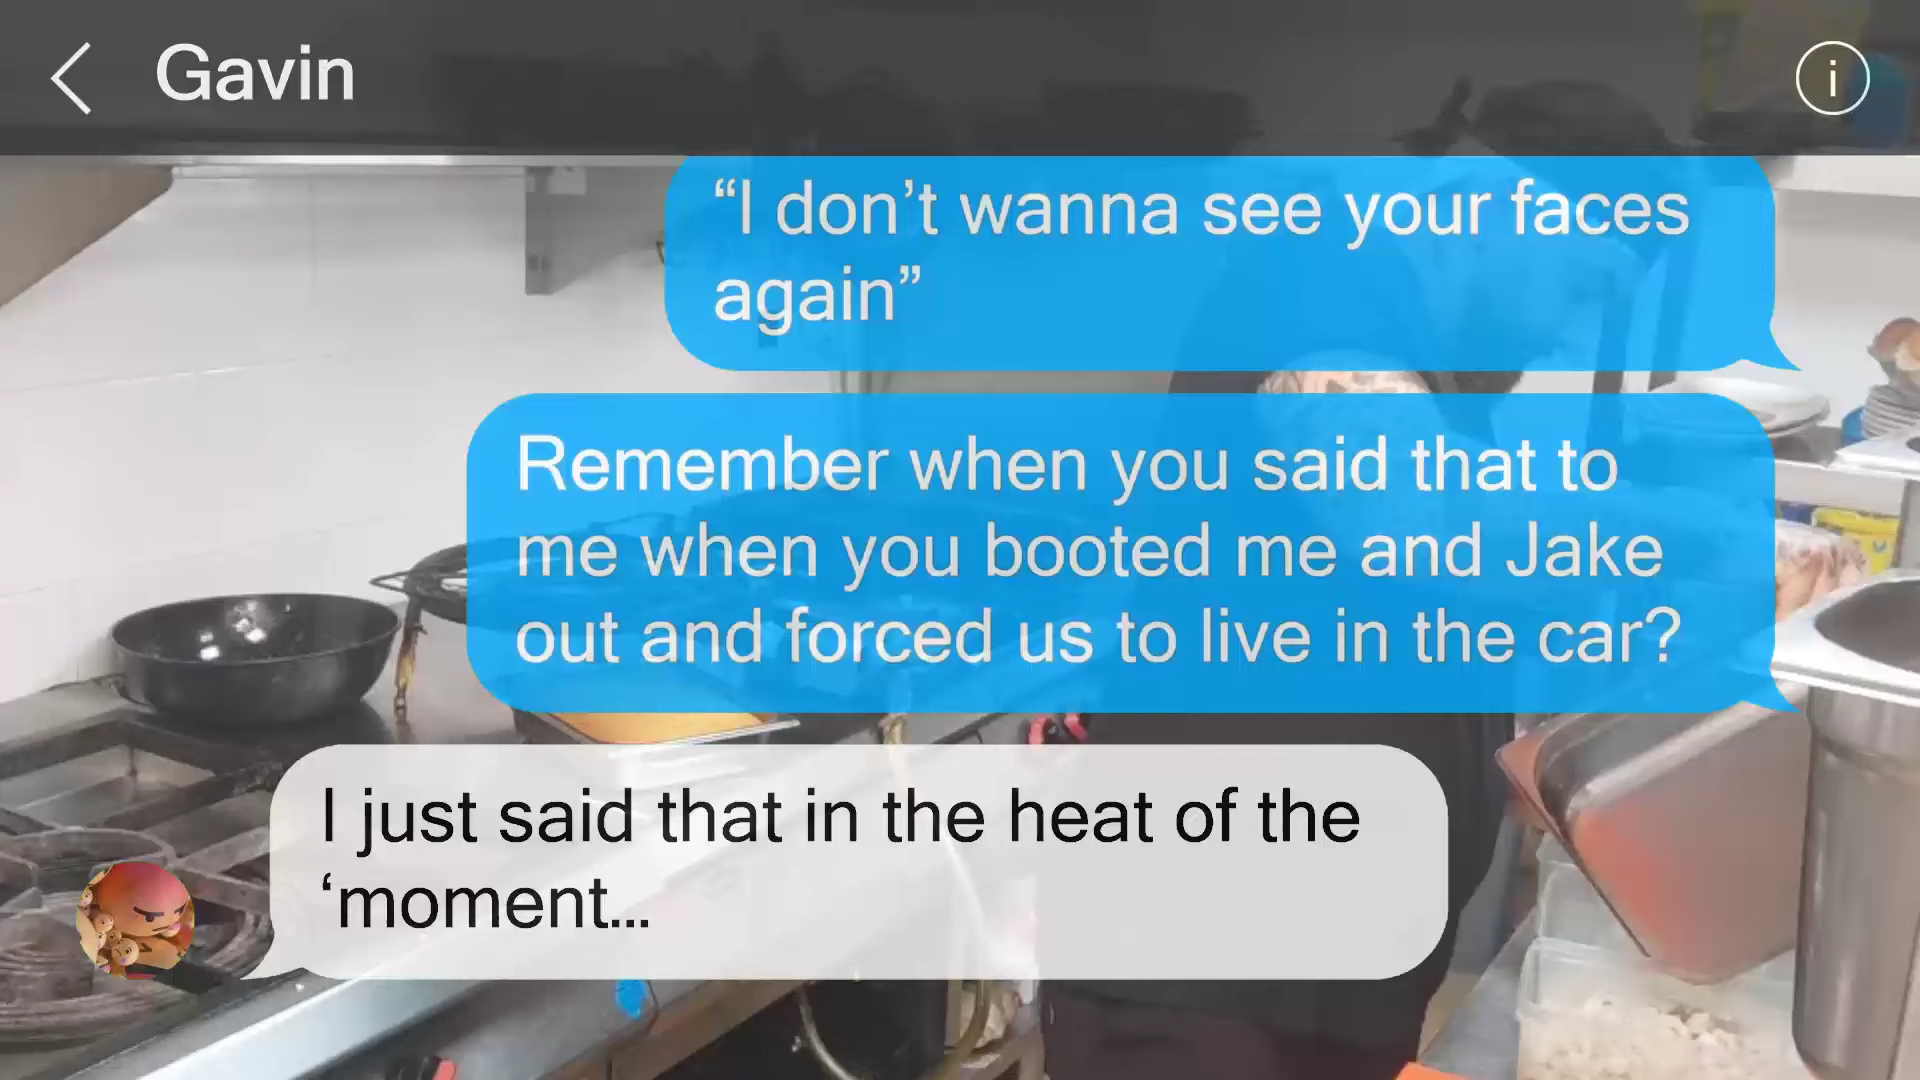 Gavin
i
“I don’t wanna see your faces
again”
Remember when you said that to
me when you booted me and Jake
out and forced us to live in the car?
I just said that in the heat of the
‘moment...